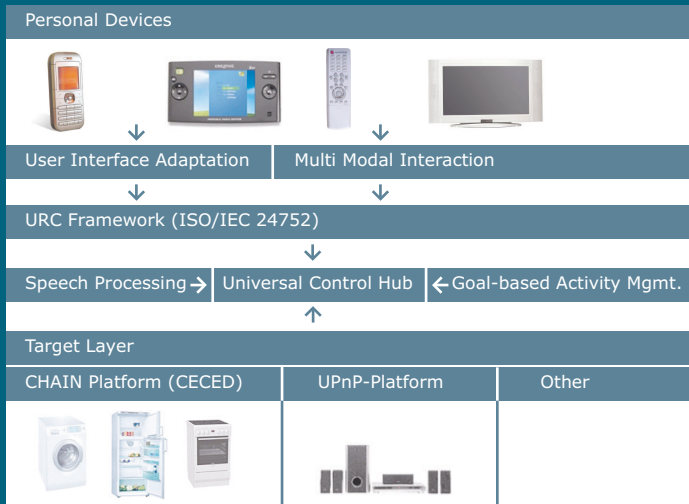 Personal Devices
User Interface Adaptation
Multi Modal Interaction
URC Framework (ISO/IEC 24752)
Speech Processing
Universal Control Hub
Goal-based Activity Mgmt.
Target Layer
CHAIN Platform (CECED)
UPnP-Platform
Other